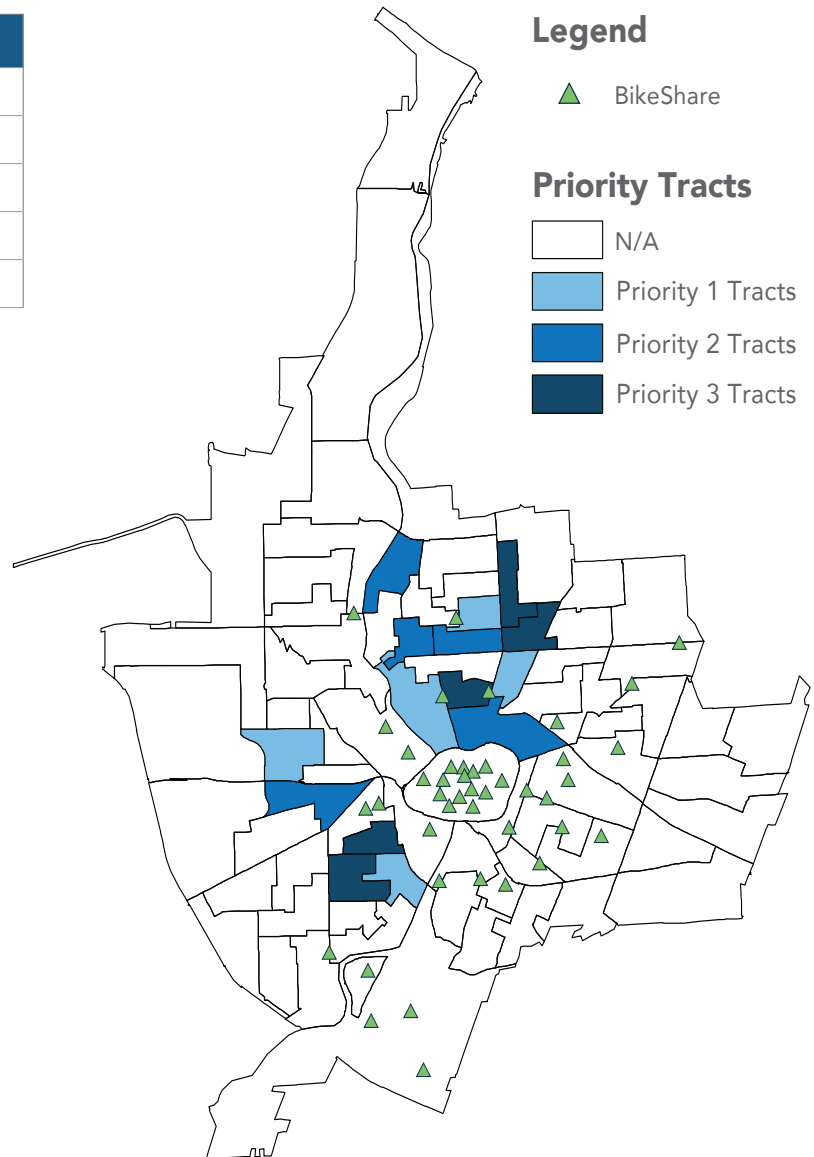 Legend
BikeShare
Priority Tracts
N/A
Priority 1 Tracts
Priority 2 Tracts
Priority 3 Tracts